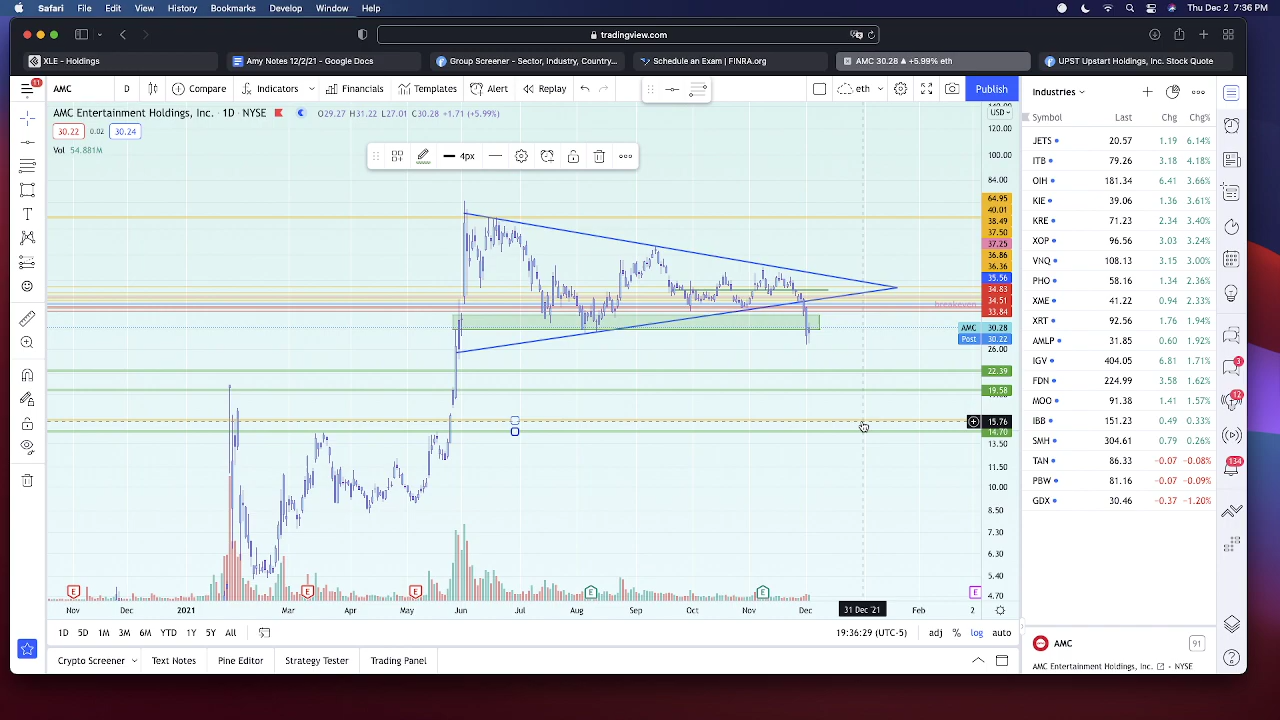 Safari File Edit View History Bookmarks Develop Window Help Thu Dec 2 7:36 PM
tradingview.com
XLE - Holdings Amy Notes 12/2/21 - Google Docs Group Screener - Sector, Industry, Country... Schedule an Exam | FINRA.org AMC 30.28 ▲ +5.99% eth UPST Upstart Holdings, Inc. Stock Quote
11 AMC D Compare Indicators Financials Templates Alert Replay eth Publish Industries
AMC Entertainment Holdings, Inc. · 1D · NYSE O29.27 H31.22 L27.01 C30.28 +1.71 (+5.99%) USD
30.22 0.02 30.24
Vol 54.881M
4px
Symbol Last Chg Chg%
JETS 20.57 1.19 6.14%
ITB 79.26 3.18 4.18%
OIH 181.34 6.41 3.66%
KIE 39.06 1.36 3.61%
KRE 71.23 2.34 3.40%
XOP 96.56 3.03 3.24%
VNQ 108.13 3.15 3.00%
PHO 58.16 1.34 2.36%
XME 41.22 0.94 2.33%
XRT 92.56 1.76 1.94%
AMLP 31.85 0.60 1.92%
IGV 404.05 6.81 1.71%
FDN 224.99 3.58 1.62%
MOO 91.38 1.41 1.57%
IBB 151.23 0.49 0.33%
SMH 304.61 0.79 0.26%
TAN 86.33 -0.07 -0.08%
PBW 81.16 -0.07 -0.09%
GDX 30.46 -0.37 -1.20%
120.00
100.00
84.00
64.95
40.01
38.49
37.50
37.25
36.86
36.36
35.56
34.83
34.51
breakeven 33.84
AMC 30.28
Post 30.22
26.00
22.39
19.58
15.76
14.70
13.50
11.50
10.00
8.50
7.30
6.30
5.40
4.70
3
12
134
E E E E E E
Nov Dec 2021 Mar Apr May Jun Jul Aug Sep Oct Nov Dec 31 Dec '21 Feb 2
1D 5D 1M 3M 6M YTD 1Y 5Y All 19:36:29 (UTC-5) adj % log auto
Crypto Screener Text Notes Pine Editor Strategy Tester Trading Panel
AMC 91
AMC Entertainment Holdings, Inc. · NYSE